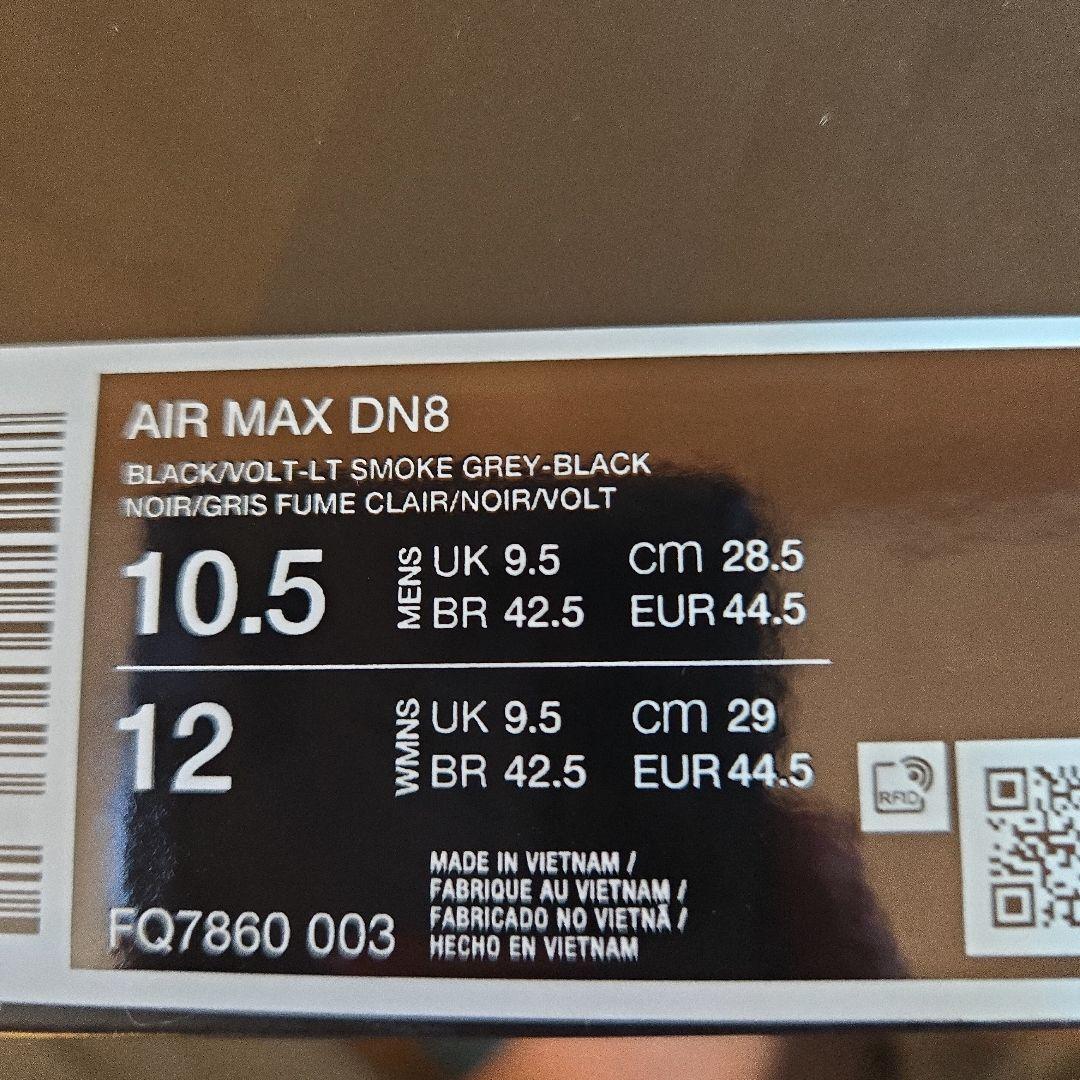 AIR MAX DN8
BLACK/VOLT-LT SMOKE GREY-BLACK
NOIR/GRIS FUME CLAIR/NOIR/VOLT
10.5 MENS UK 9.5 cm 28.5
BR 42.5 EUR 44.5
12 WMNS UK 9.5 cm 29
BR 42.5 EUR 44.5
RFID
MADE IN VIETNAM /
FABRIQUE AU VIETNAM /
FABRICADO NO VIETNÃ /
HECHO EN VIETNAM
FQ7860 003